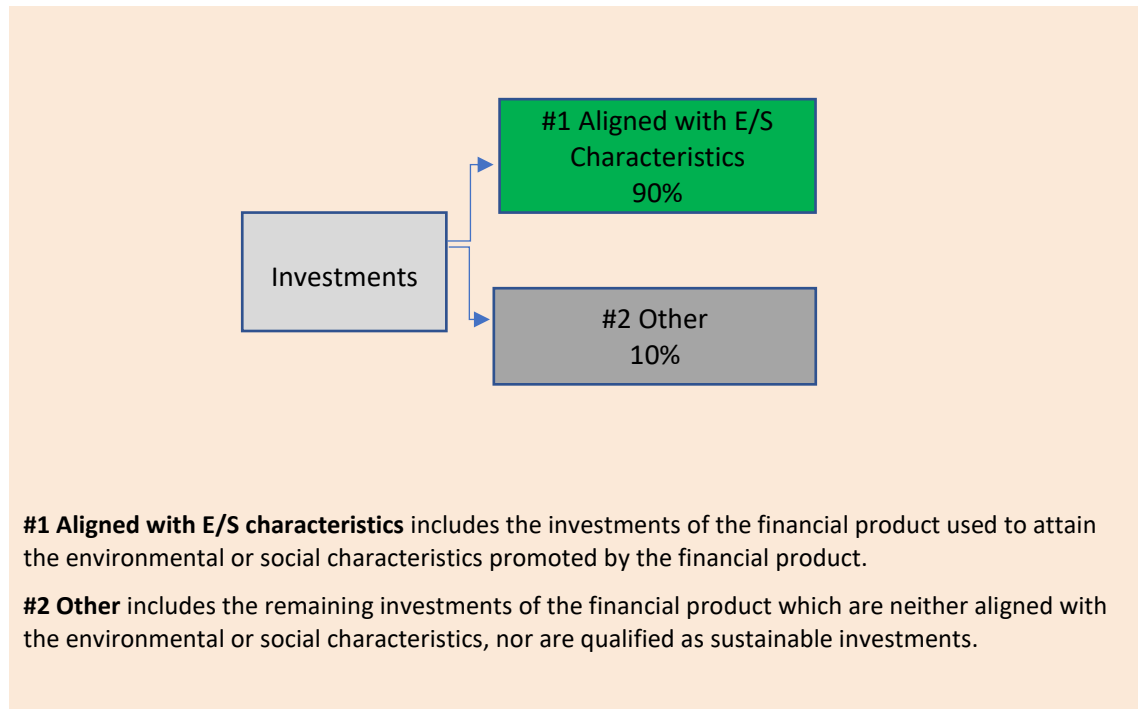 #1 Aligned with E/S
Characteristics
90%
Investments
#2 Other
10%
#1 Aligned with E/S characteristics includes the investments of the financial product used to attain
the environmental or social characteristics promoted by the financial product.
#2 Other includes the remaining investments of the financial product which are neither aligned with
the environmental or social characteristics, nor are qualified as sustainable investments.